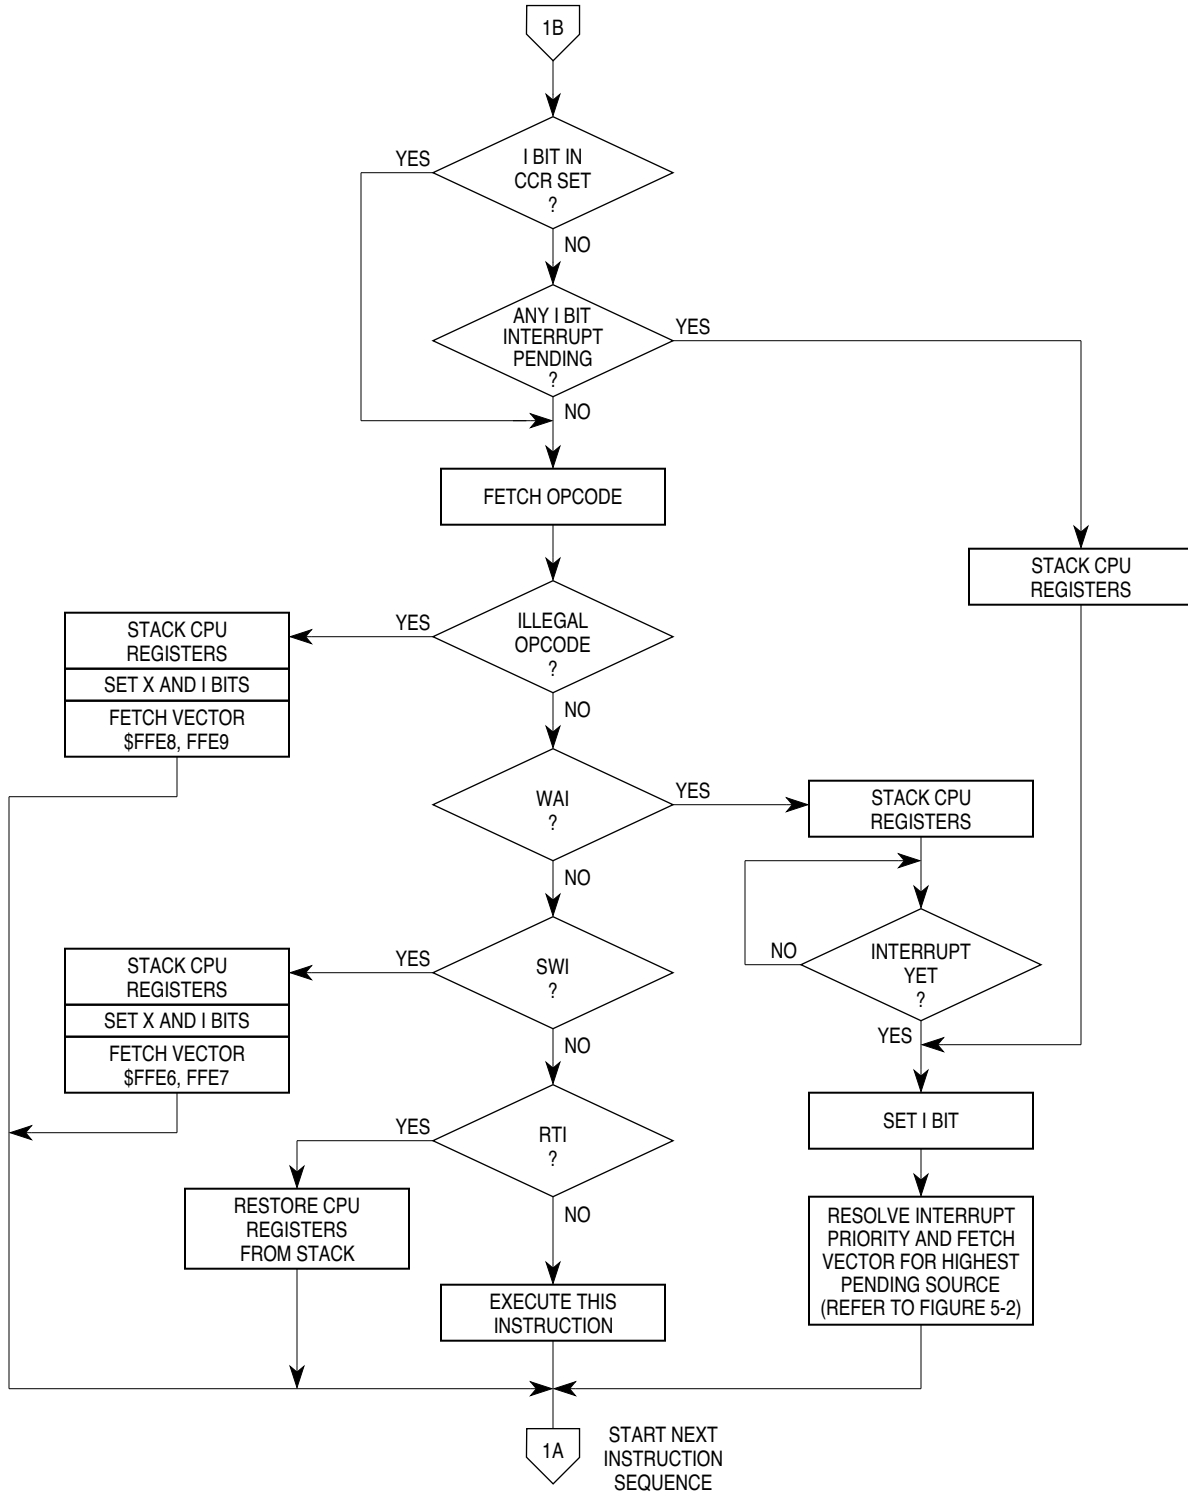 1B
I BIT IN
CCR SET
?
YES
NO
ANY I BIT
INTERRUPT
PENDING
?
YES
NO
FETCH OPCODE
STACK CPU
REGISTERS
ILLEGAL
OPCODE
?
YES
NO
STACK CPU
REGISTERS
SET X AND I BITS
FETCH VECTOR
$FFE8, FFE9
WAI
?
YES
NO
STACK CPU
REGISTERS
INTERRUPT
YET
?
NO
YES
SWI
?
YES
NO
STACK CPU
REGISTERS
SET X AND I BITS
FETCH VECTOR
$FFE6, FFE7
SET I BIT
RTI
?
YES
NO
RESTORE CPU
REGISTERS
FROM STACK
RESOLVE INTERRUPT
PRIORITY AND FETCH
VECTOR FOR HIGHEST
PENDING SOURCE
(REFER TO FIGURE 5-2)
EXECUTE THIS
INSTRUCTION
1A
START NEXT
INSTRUCTION
SEQUENCE